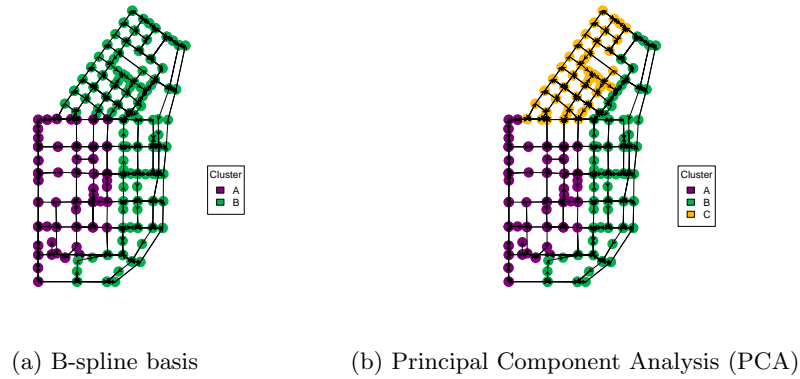 Cluster
A
B
Cluster
A
B
C
(a) B-spline basis
(b) Principal Component Analysis (PCA)